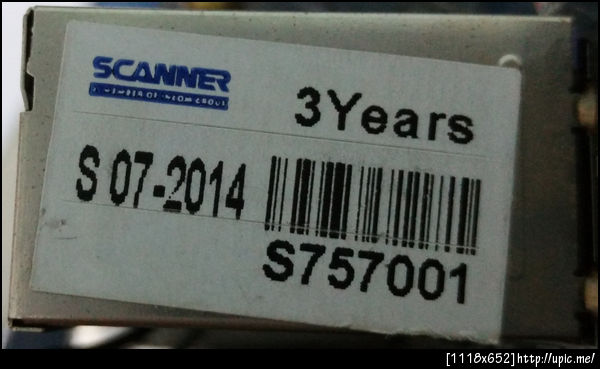 SCANNER
3Years
S 07-2014
S757001
[1118x652]http://upic.me/